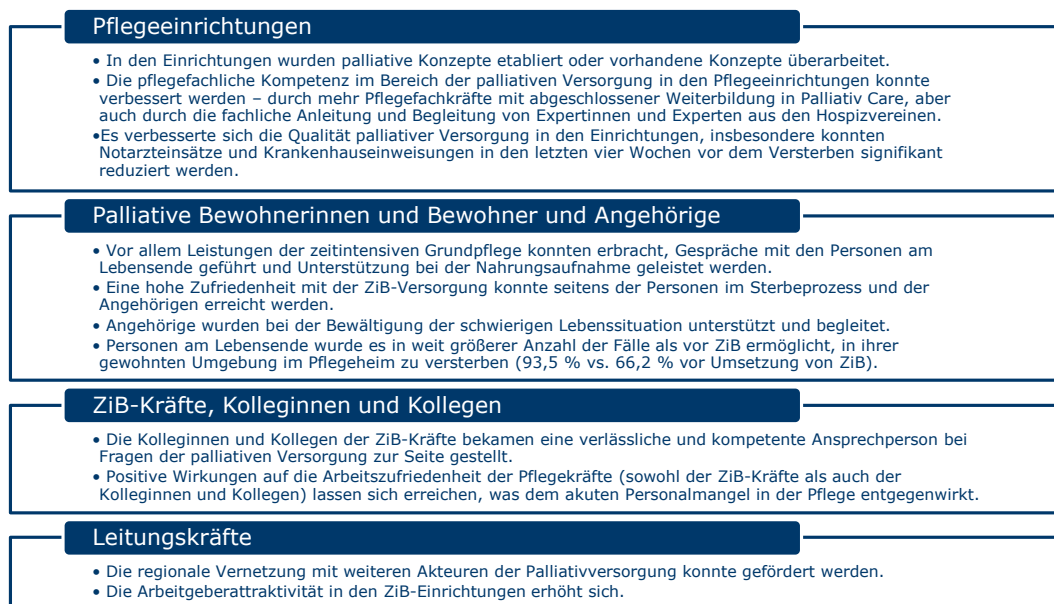 Pflegeeinrichtungen
• In den Einrichtungen wurden palliative Konzepte etabliert oder vorhandene Konzepte überarbeitet.
• Die pflegefachliche Kompetenz im Bereich der palliativen Versorgung in den Pflegeeinrichtungen konnte
verbessert werden – durch mehr Pflegefachkräfte mit abgeschlossener Weiterbildung in Palliativ Care, aber
auch durch die fachliche Anleitung und Begleitung von Expertinnen und Experten aus den Hospizvereinen.
•Es verbesserte sich die Qualität palliativer Versorgung in den Einrichtungen, insbesondere konnten
Notarzteinsätze und Krankenhauseinweisungen in den letzten vier Wochen vor dem Versterben signifikant
reduziert werden.
Palliative Bewohnerinnen und Bewohner und Angehörige
• Vor allem Leistungen der zeitintensiven Grundpflege konnten erbracht, Gespräche mit den Personen am
Lebensende geführt und Unterstützung bei der Nahrungsaufnahme geleistet werden.
• Eine hohe Zufriedenheit mit der ZiB-Versorgung konnte seitens der Personen im Sterbeprozess und der
Angehörigen erreicht werden.
• Angehörige wurden bei der Bewältigung der schwierigen Lebenssituation unterstützt und begleitet.
• Personen am Lebensende wurde es in weit größerer Anzahl der Fälle als vor ZiB ermöglicht, in ihrer
gewohnten Umgebung im Pflegeheim zu versterben (93,5 % vs. 66,2 % vor Umsetzung von ZiB).
ZiB-Kräfte, Kolleginnen und Kollegen
• Die Kolleginnen und Kollegen der ZiB-Kräfte bekamen eine verlässliche und kompetente Ansprechperson bei
Fragen der palliativen Versorgung zur Seite gestellt.
• Positive Wirkungen auf die Arbeitszufriedenheit der Pflegekräfte (sowohl der ZiB-Kräfte als auch der
Kolleginnen und Kollegen) lassen sich erreichen, was dem akuten Personalmangel in der Pflege entgegenwirkt.
Leitungskräfte
• Die regionale Vernetzung mit weiteren Akteuren der Palliativversorgung konnte gefördert werden.
• Die Arbeitgeberattraktivität in den ZiB-Einrichtungen erhöht sich.